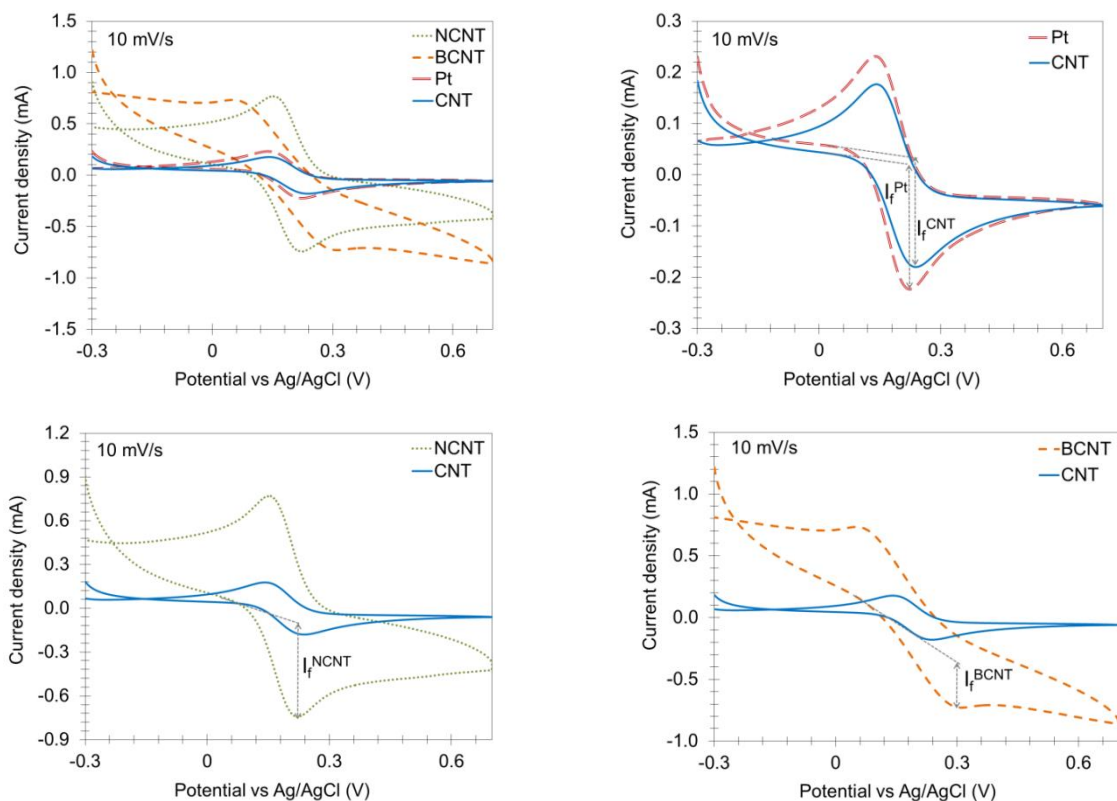 10 mV/s
NCNT
BCNT
Pt
CNT
1.5
1.0
0.5
0.0
-0.5
-1.0
-1.5
-0.3
0
0.3
0.6
Current density (mA)
Potential vs Ag/AgCl (V)
10 mV/s
Pt
CNT
0.3
0.2
0.1
0.0
-0.1
-0.2
-0.3
I_f^Pt
I_f^CNT
-0.3
0
0.3
0.6
Current density (mA)
Potential vs Ag/AgCl (V)
10 mV/s
NCNT
CNT
1.2
0.9
0.6
0.3
0.0
-0.3
-0.6
-0.9
I_f^NCNT
-0.3
0
0.3
0.6
Current density (mA)
Potential vs Ag/AgCl (V)
10 mV/s
BCNT
CNT
1.5
1.0
0.5
0.0
-0.5
-1.0
I_f^BCNT
-0.3
0
0.3
0.6
Current density (mA)
Potential vs Ag/AgCl (V)